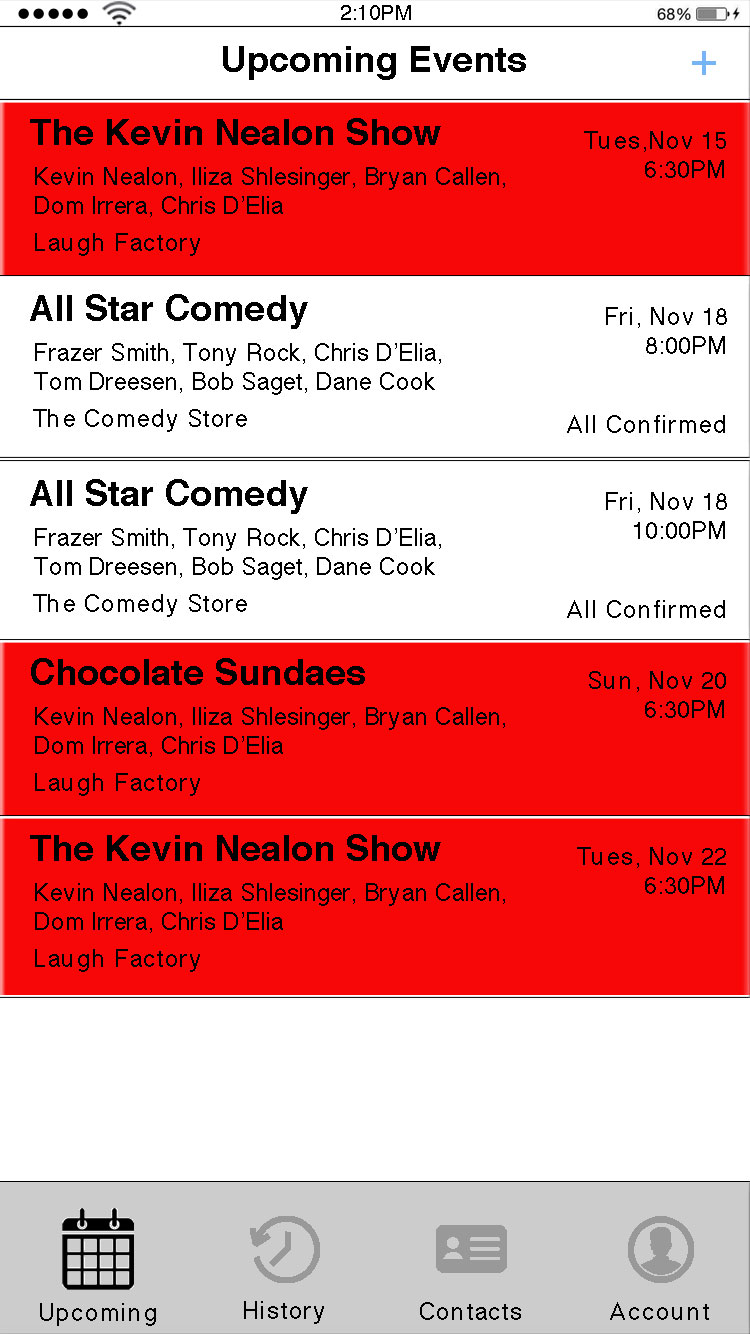 2:10PM 68%
Upcoming Events +
The Kevin Nealon Show
Tues,Nov 15
6:30PM
Kevin Nealon, Iliza Shlesinger, Bryan Callen,
Dom Irrera, Chris D’Elia
Laugh Factory
All Star Comedy
Fri, Nov 18
8:00PM
Frazer Smith, Tony Rock, Chris D’Elia,
Tom Dreesen, Bob Saget, Dane Cook
The Comedy Store
All Confirmed
All Star Comedy
Fri, Nov 18
10:00PM
Frazer Smith, Tony Rock, Chris D’Elia,
Tom Dreesen, Bob Saget, Dane Cook
The Comedy Store
All Confirmed
Chocolate Sundaes
Sun, Nov 20
6:30PM
Kevin Nealon, Iliza Shlesinger, Bryan Callen,
Dom Irrera, Chris D’Elia
Laugh Factory
The Kevin Nealon Show
Tues, Nov 22
6:30PM
Kevin Nealon, Iliza Shlesinger, Bryan Callen,
Dom Irrera, Chris D’Elia
Laugh Factory
Upcoming History Contacts Account